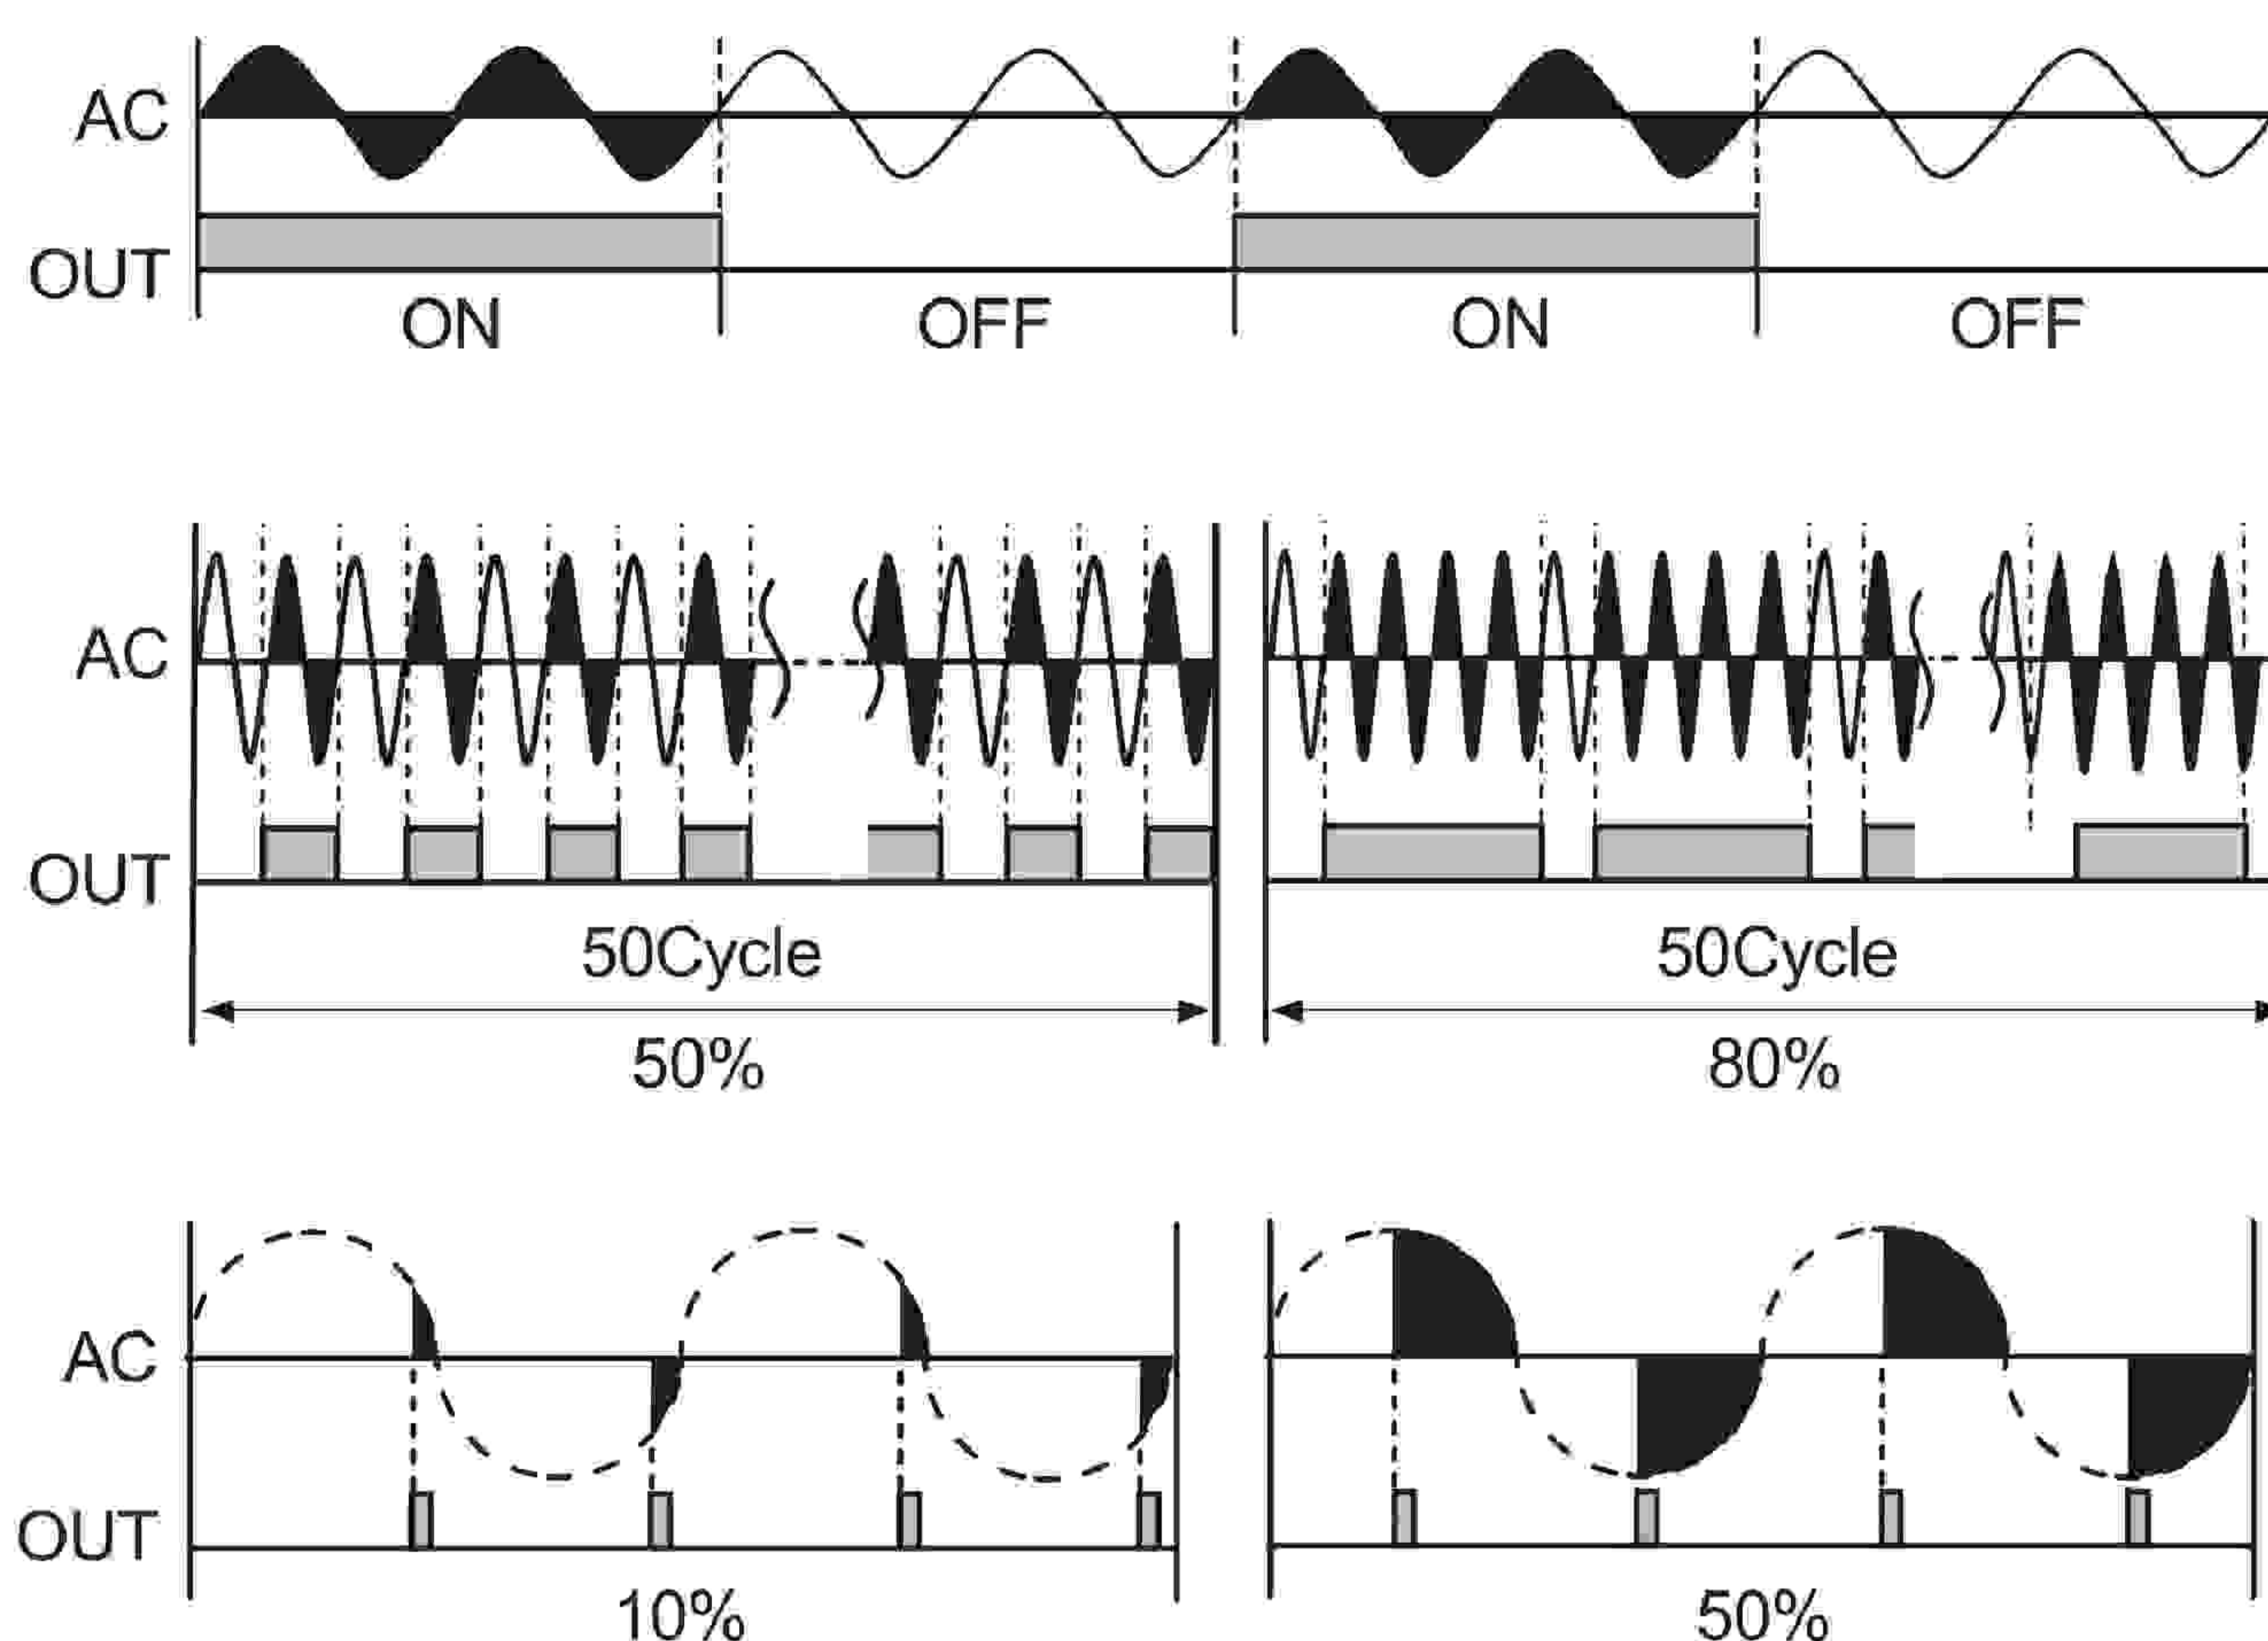 AC
OUT
ON OFF ON OFF
AC
OUT
50Cycle 50Cycle
50% 80%
AC
OUT
10% 50%